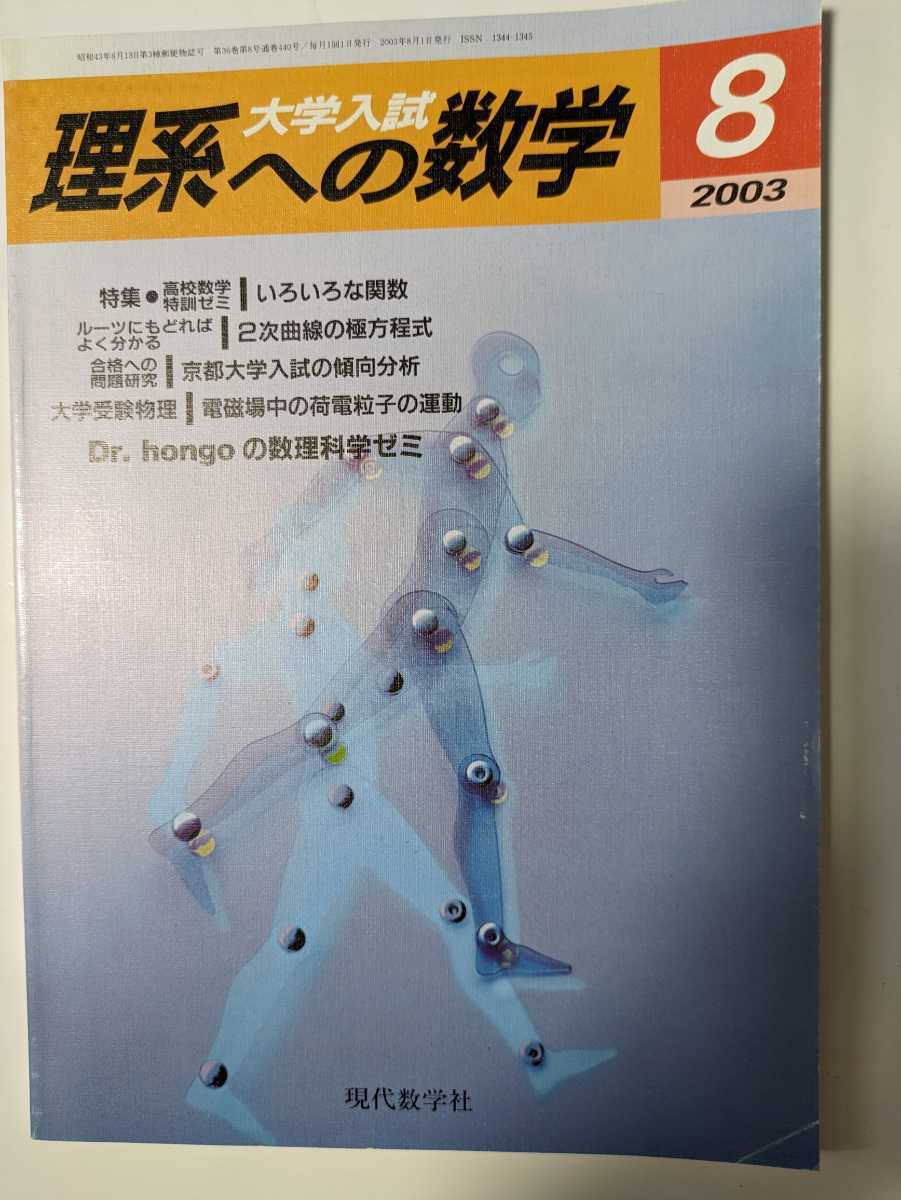 昭和43年6月13日第3種郵便物認可 第36巻第8号通巻440号/毎月1回1日発行 2003年8月1日発行 ISSN 1344-1345
大学入試
理系への数学
8
2003
特集●高校数学特訓ゼミ いろいろな関数
ルーツにもどればよく分かる 2次曲線の極方程式
合格への問題研究 京都大学入試の傾向分析
大学受験物理 電磁場中の荷電粒子の運動
Dr. hongoの数理科学ゼミ
現代数学社